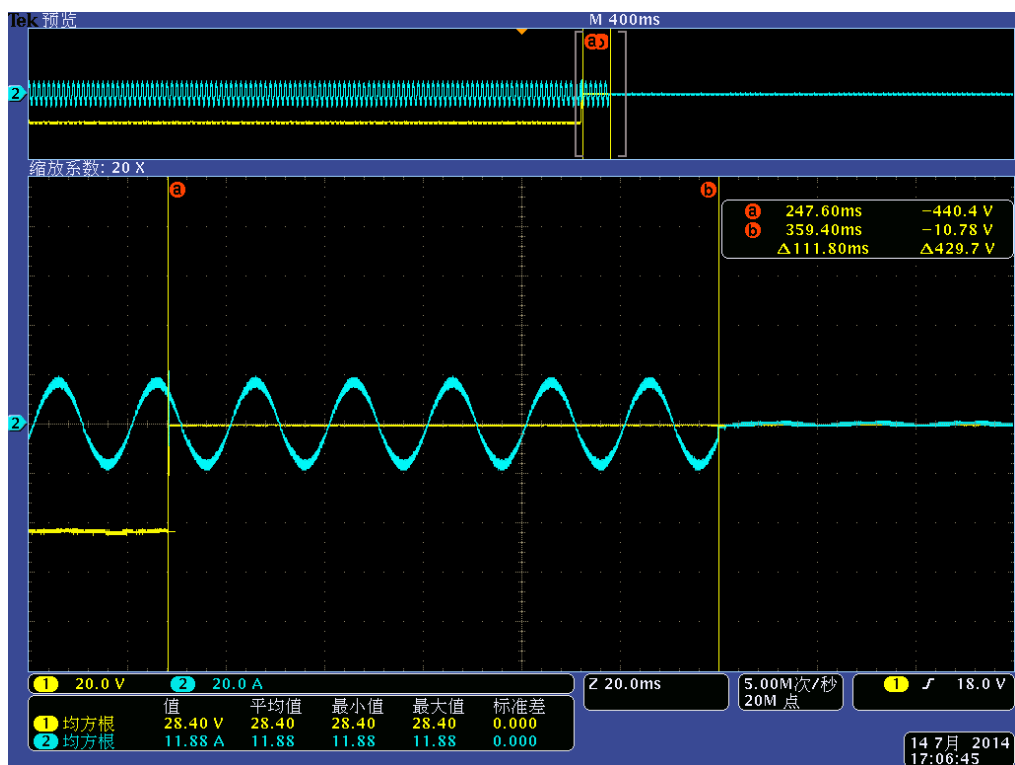 Tek 预览 M 400ms
a b
2
缩放系数: 20 X
a b
a 247.60ms −440.4 V
b 359.40ms −10.78 V
Δ111.80ms Δ429.7 V
2
1 20.0 V 2 20.0 A Z 20.0ms 5.00M次/秒 1 18.0 V
20M 点
值 平均值 最小值 最大值 标准差
1 均方根 28.40 V 28.40 28.40 28.40 0.000
2 均方根 11.88 A 11.88 11.88 11.88 0.000
14 7月 2014
17:06:45